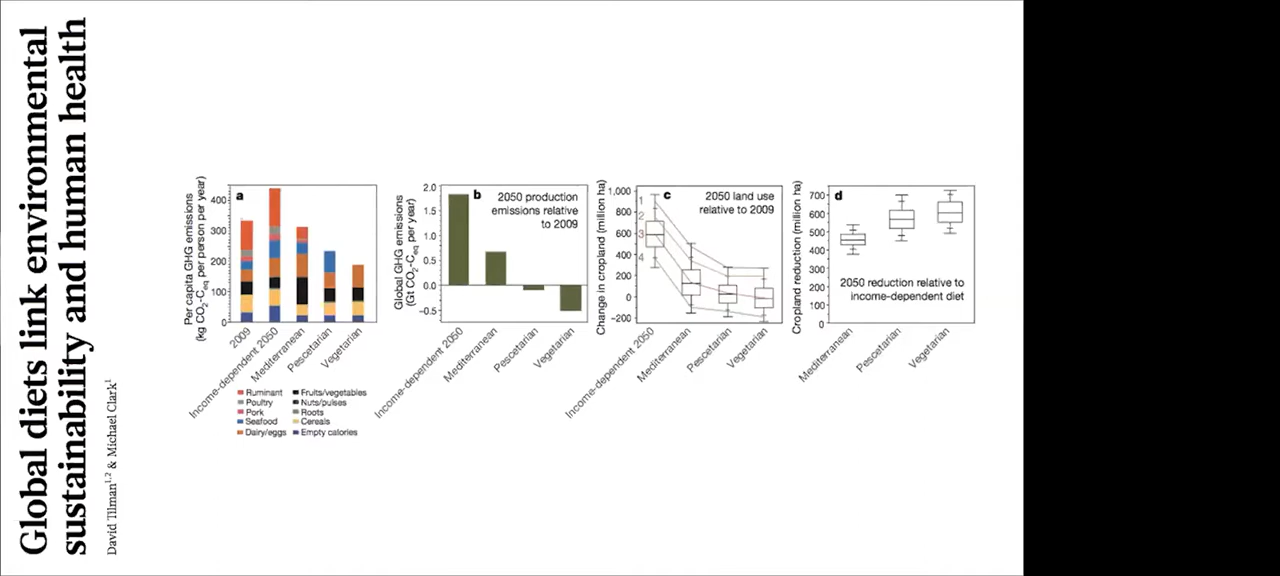 Global diets link environmental
sustainability and human health
David Tilman1,2 & Michael Clark1
a
Per capita GHG emissions
(kg CO2-Ceq per person per year)
400
300
200
100
0
2009
Income-dependent 2050
Mediterranean
Pescetarian
Vegetarian
Ruminant
Poultry
Pork
Seafood
Dairy/eggs
Fruits/vegetables
Nuts/pulses
Roots
Cereals
Empty calories
b
2050 production
emissions relative
to 2009
Global GHG emissions
(Gt CO2-Ceq per year)
2.0
1.5
1.0
0.5
0.0
−0.5
Income-dependent 2050
Mediterranean
Pescetarian
Vegetarian
c
2050 land use
relative to 2009
Change in cropland (million ha)
1,000
800
600
400
200
0
−200
1
2
3
4
Income-dependent 2050
Mediterranean
Pescetarian
Vegetarian
d
Cropland reduction (million ha)
700
600
500
400
300
200
100
0
2050 reduction relative to
income-dependent diet
Mediterranean
Pescetarian
Vegetarian